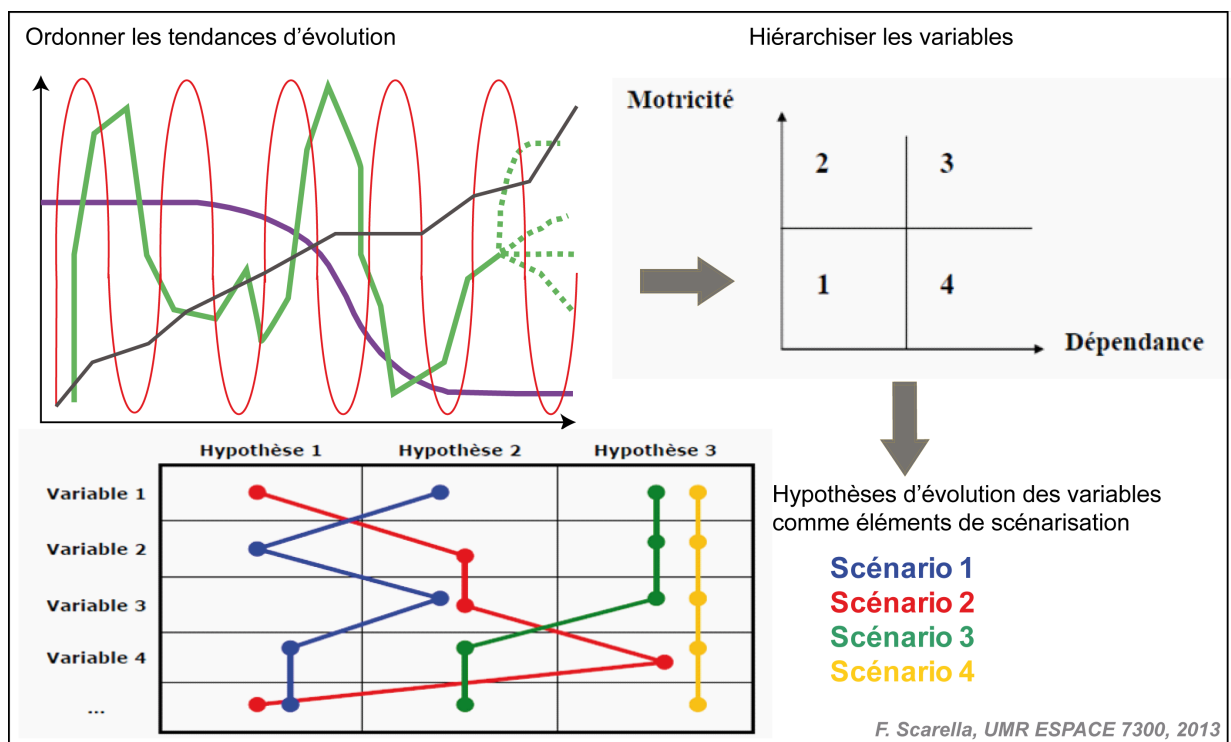 Ordonner les tendances d’évolution
Hiérarchiser les variables
Motricité
2
3
1
4
Dépendance
Hypothèse 1
Hypothèse 2
Hypothèse 3
Variable 1
Variable 2
Variable 3
Variable 4
...
Hypothèses d’évolution des variables
comme éléments de scénarisation
Scénario 1
Scénario 2
Scénario 3
Scénario 4
F. Scarella, UMR ESPACE 7300, 2013